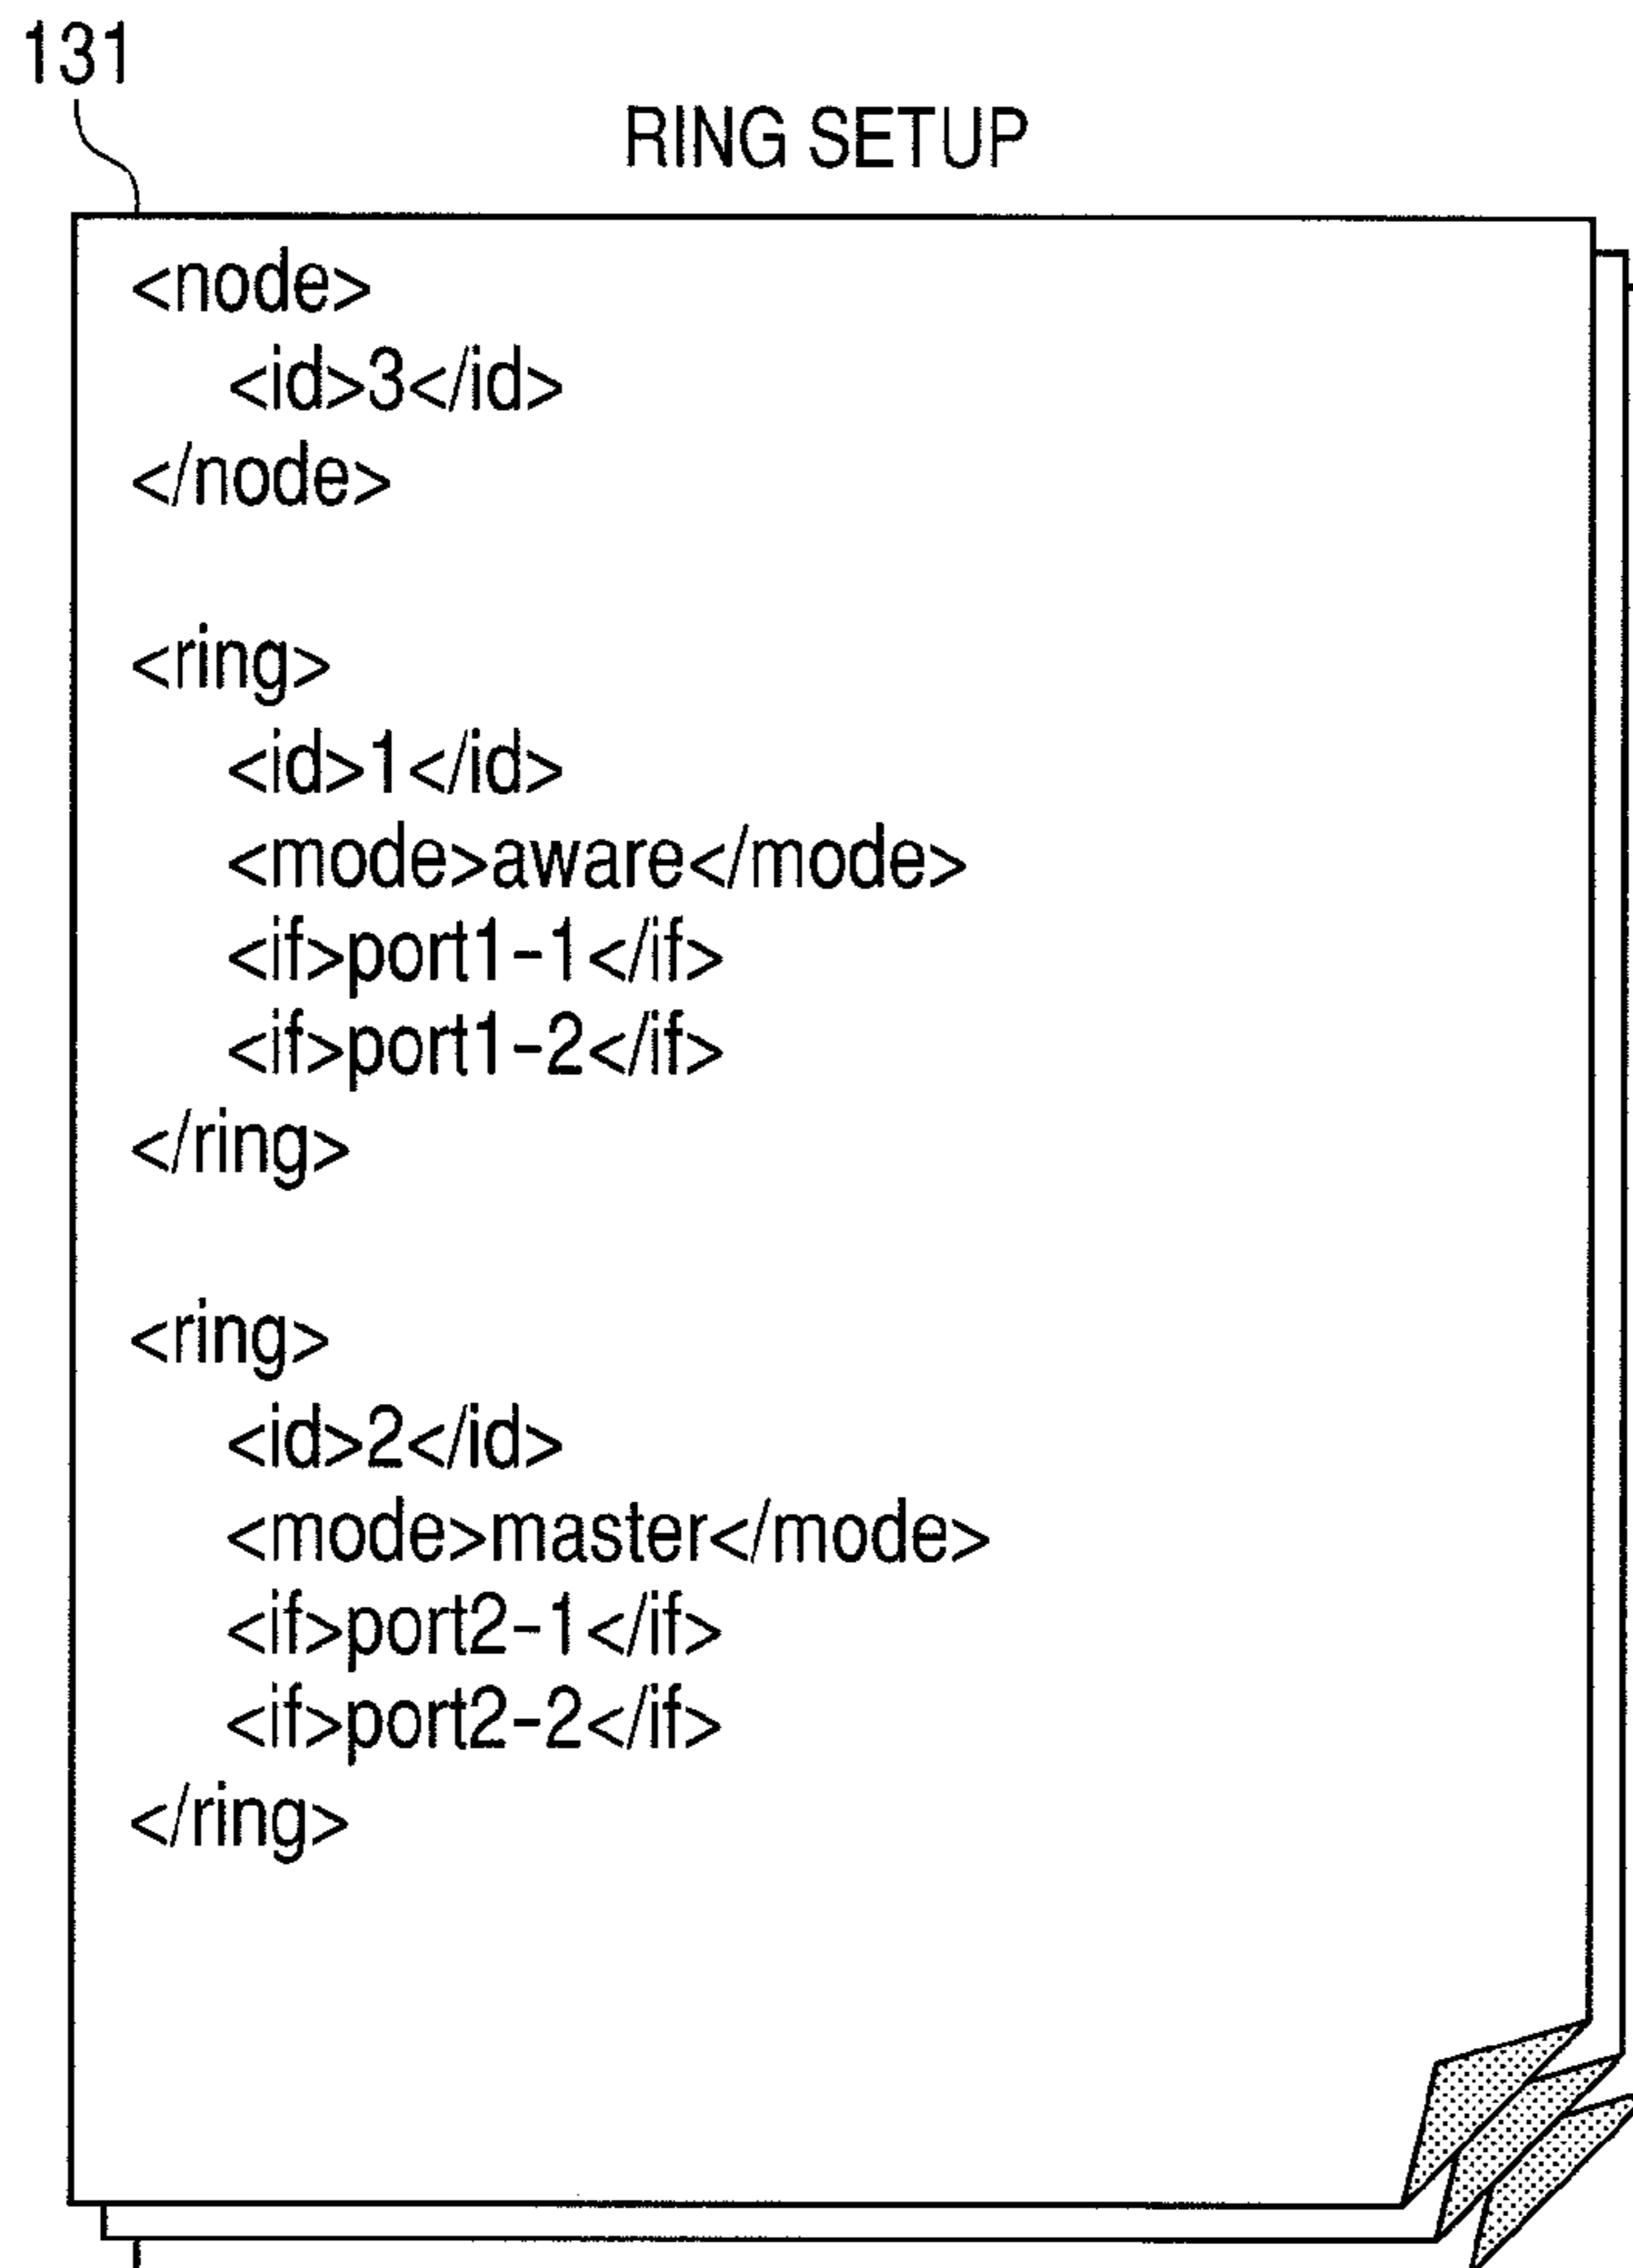 131
RING SETUP
<node>
<id>3</id>
</node>
<ring>
<id>1</id>
<mode>aware</mode>
<if>port1-1</if>
<if>port1-2</if>
</ring>
<ring>
<id>2</id>
<mode>master</mode>
<if>port2-1</if>
<if>port2-2</if>
</ring>